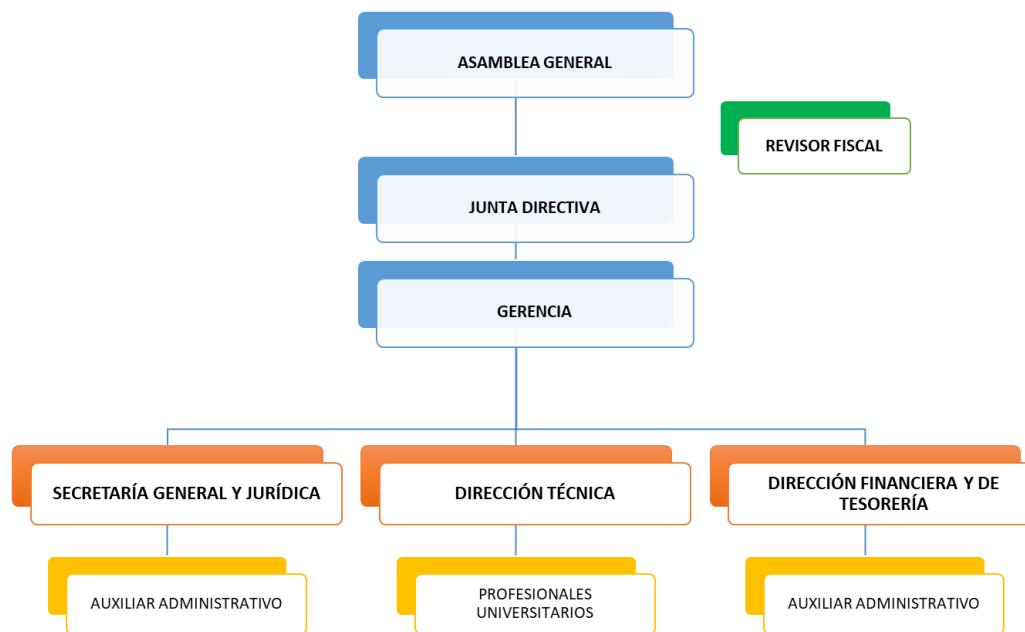 ASAMBLEA GENERAL
REVISOR FISCAL
JUNTA DIRECTIVA
GERENCIA
SECRETARÍA GENERAL Y JURÍDICA
DIRECCIÓN TÉCNICA
DIRECCIÓN FINANCIERA Y DE
TESORERÍA
AUXILIAR ADMINISTRATIVO
PROFESIONALES
UNIVERSITARIOS
AUXILIAR ADMINISTRATIVO